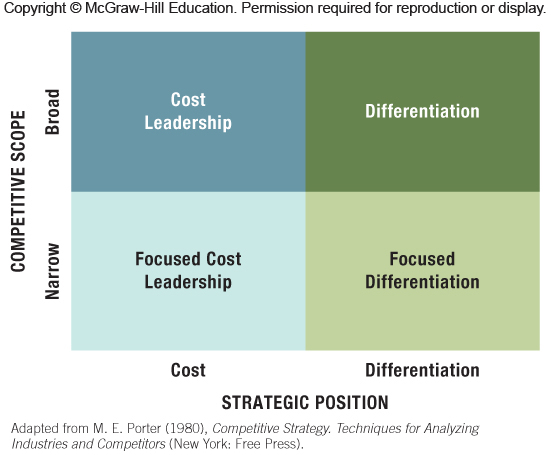 Copyright © McGraw-Hill Education. Permission required for reproduction or display.
COMPETITIVE SCOPE
Broad
Narrow
Cost
Leadership
Differentiation
Focused Cost
Leadership
Focused
Differentiation
Cost
Differentiation
STRATEGIC POSITION
Adapted from M. E. Porter (1980), Competitive Strategy. Techniques for Analyzing
Industries and Competitors (New York: Free Press).